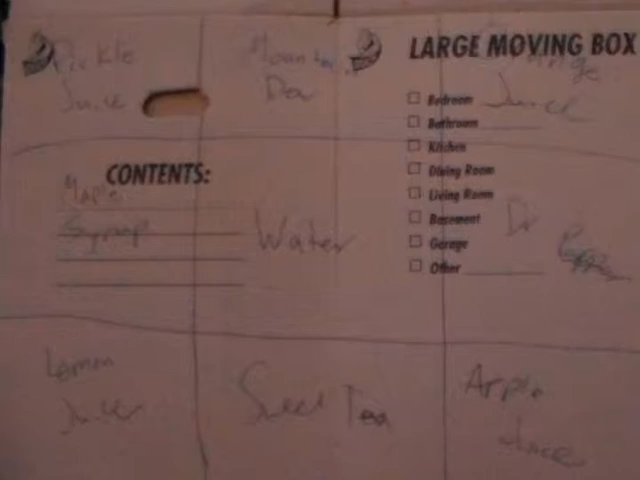 Pickle
Juice
Mountain
Dew
LARGE MOVING BOX
Orange
Juice
Bedroom
Bathroom
Kitchen
Dining Room
Living Room
Basement
Garage
Other
CONTENTS:
Maple
Syrup
Water
Dr
Pepper
Lemon
Juice
Sweet Tea
Apple
Juice